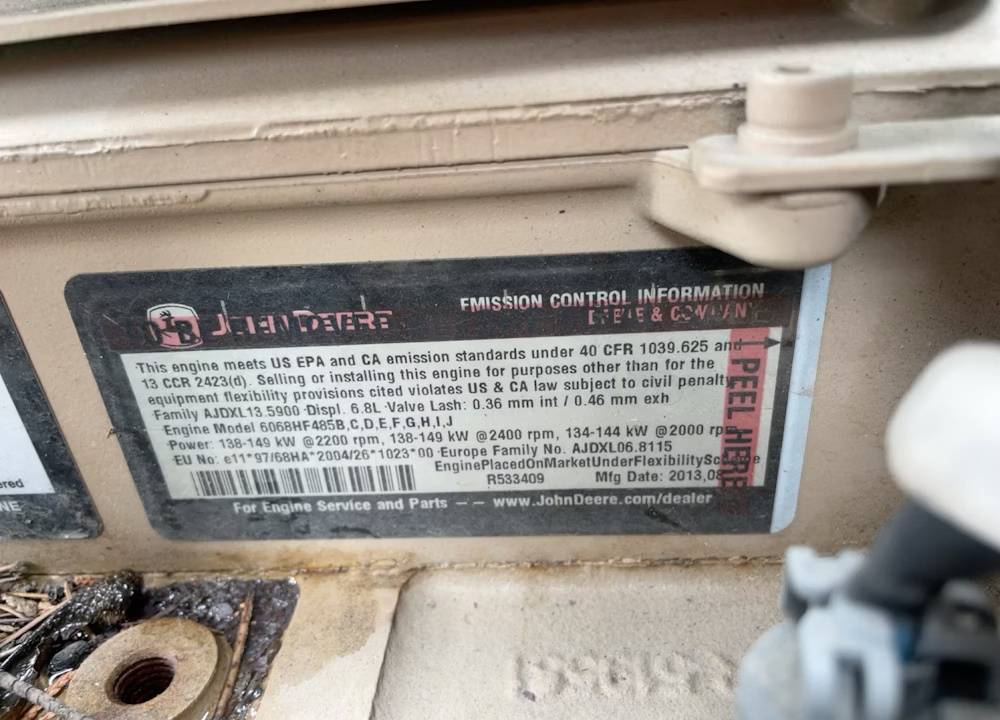 JOHN DEERE
EMISSION CONTROL INFORMATION
DEERE & COMPANY
This engine meets US EPA and CA emission standards under 40 CFR 1039.625 and
13 CCR 2423(d). Selling or installing this engine for purposes other than for the
equipment flexibility provisions cited violates US & CA law subject to civil penalty
Family AJDXL13.5900 Displ. 6.8L Valve Lash: 0.36 mm int / 0.46 mm exh
Engine Model 6068HF485B,C,D,E,F,G,H,I,J
Power: 138-149 kW @2200 rpm, 138-149 kW @2400 rpm, 134-144 kW @2000 rpm
EU No: e11*97/68HA*2004/26*1023*00 Europe Family No. AJDXL06.8115
EnginePlacedOnMarketUnderFlexibilityScheme
R533409 Mfg Date: 2013,08
For Engine Service and Parts -- www.JohnDeere.com/dealer
PEEL HERE
ered
NE